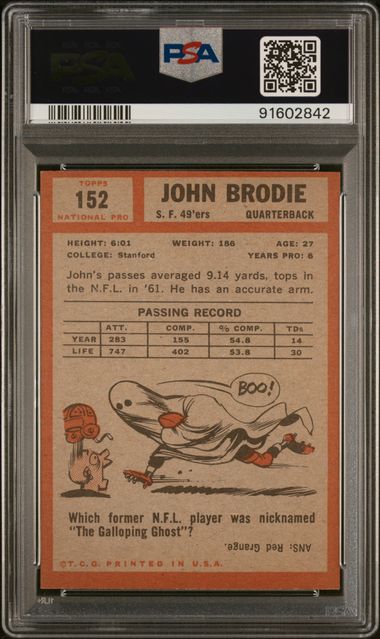 PSA
PSA
91602842
TOPPS
152
NATIONAL PRO
JOHN BRODIE
S. F. 49'ers QUARTERBACK
HEIGHT: 6:01 WEIGHT: 186 AGE: 27
COLLEGE: Stanford YEARS PRO: 6
John's passes averaged 9.14 yards, tops in
the N.F.L. in '61. He has an accurate arm.
PASSING RECORD
ATT. COMP. % COMP. TDs
YEAR 283 155 54.8 14
LIFE 747 402 53.8 30
BOO!
Which former N.F.L. player was nicknamed
"The Galloping Ghost"?
ANS: Red Grange.
©T.C.G. PRINTED IN U.S.A.